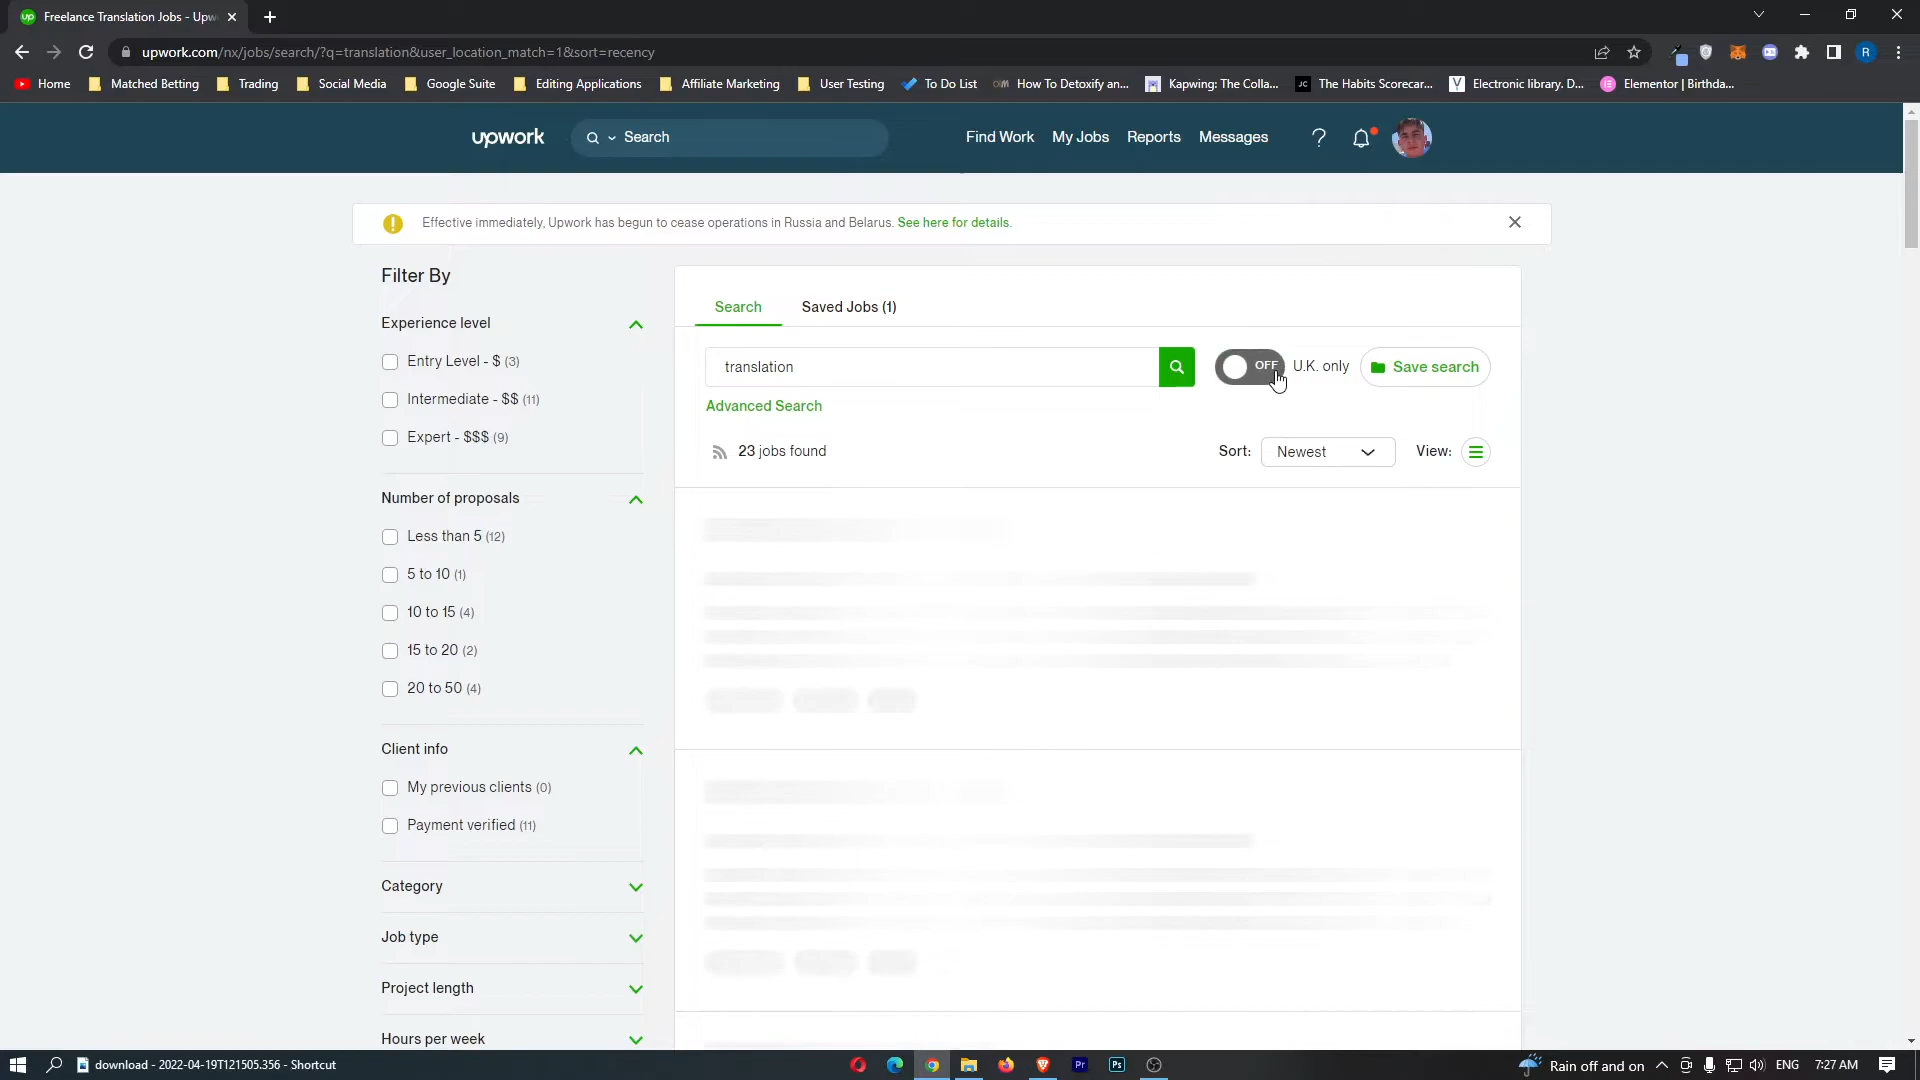 Freelance Translation Jobs - Upw
upwork.com/nx/jobs/search/?q=translation&user_location_match=1&sort=recency
R
Home
Matched Betting
Trading
Social Media
Google Suite
Editing Applications
Affiliate Marketing
User Testing
To Do List
How To Detoxify an...
Kapwing: The Colla...
JC
The Habits Scorecar...
Electronic library. D...
Elementor | Birthda...
upwork
Search
Find Work
My Jobs
Reports
Messages
Effective immediately, Upwork has begun to cease operations in Russia and Belarus. See here for details.
Filter By
Experience level
Entry Level - $ (3)
Intermediate - $$ (11)
Expert - $$$ (9)
Number of proposals
Less than 5 (12)
5 to 10 (1)
10 to 15 (4)
15 to 20 (2)
20 to 50 (4)
Client info
My previous clients (0)
Payment verified (11)
Category
Job type
Project length
Hours per week
Search
Saved Jobs (1)
translation
OFF
U.K. only
Save search
Advanced Search
23 jobs found
Sort:
Newest
View:
download - 2022-04-19T121505.356 - Shortcut
Pr
Ps
Rain off and on
ENG
7:27 AM